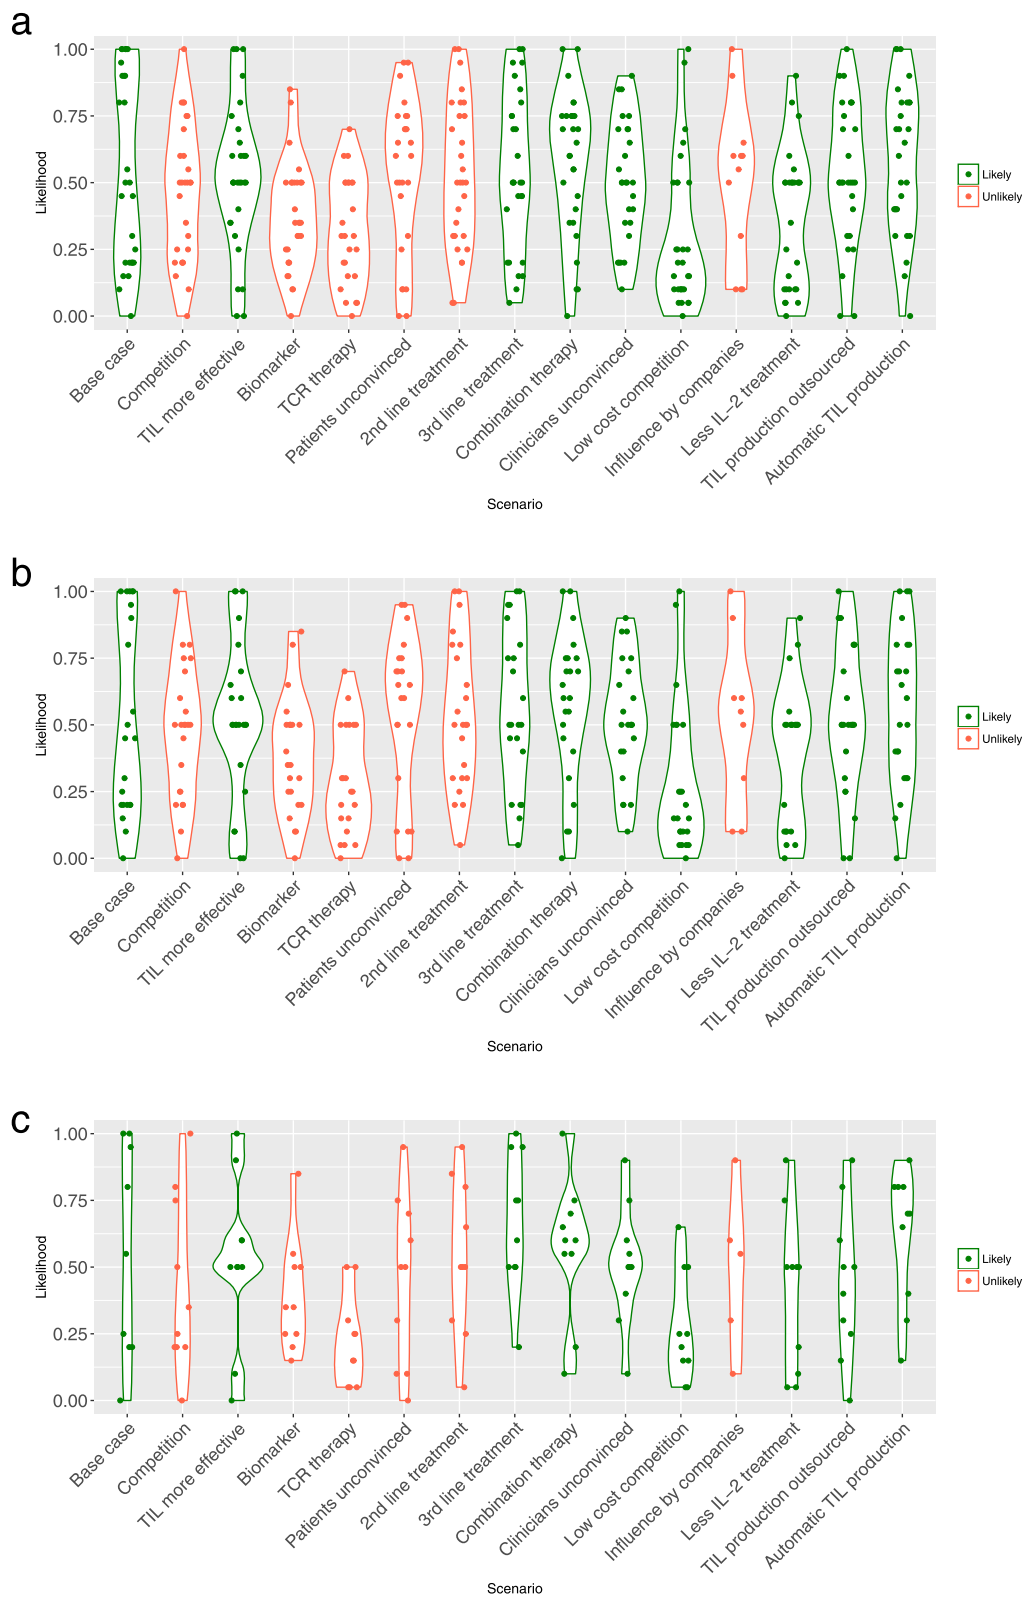 a
1.00
0.75
0.50
0.25
0.00
Likelihood
Base case
Competition
TIL more effective
Biomarker
TCR therapy
Patients unconvinced
2nd line treatment
3rd line treatment
Combination therapy
Clinicians unconvinced
Low cost competition
Influence by companies
Less IL-2 treatment
TIL production outsourced
Automatic TIL production
Scenario
Likely
Unlikely
b
1.00
0.75
0.50
0.25
0.00
Likelihood
Base case
Competition
TIL more effective
Biomarker
TCR therapy
Patients unconvinced
2nd line treatment
3rd line treatment
Combination therapy
Clinicians unconvinced
Low cost competition
Influence by companies
Less IL-2 treatment
TIL production outsourced
Automatic TIL production
Scenario
Likely
Unlikely
c
1.00
0.75
0.50
0.25
0.00
Likelihood
Base case
Competition
TIL more effective
Biomarker
TCR therapy
Patients unconvinced
2nd line treatment
3rd line treatment
Combination therapy
Clinicians unconvinced
Low cost competition
Influence by companies
Less IL-2 treatment
TIL production outsourced
Automatic TIL production
Scenario
Likely
Unlikely